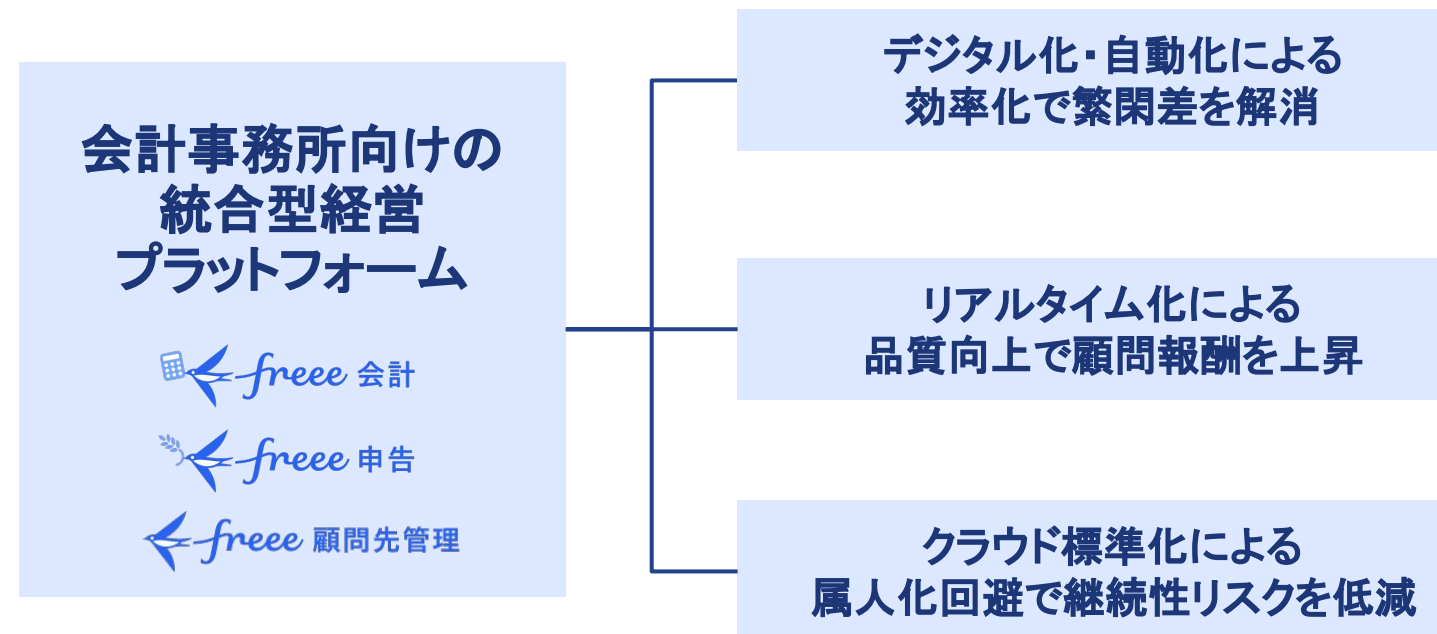 会計事務所向けの
統合型経営
プラットフォーム
freee 会計
freee 申告
freee 顧問先管理
デジタル化・自動化による
効率化で繁閑差を解消
リアルタイム化による
品質向上で顧問報酬を上昇
クラウド標準化による
属人化回避で継続性リスクを低減